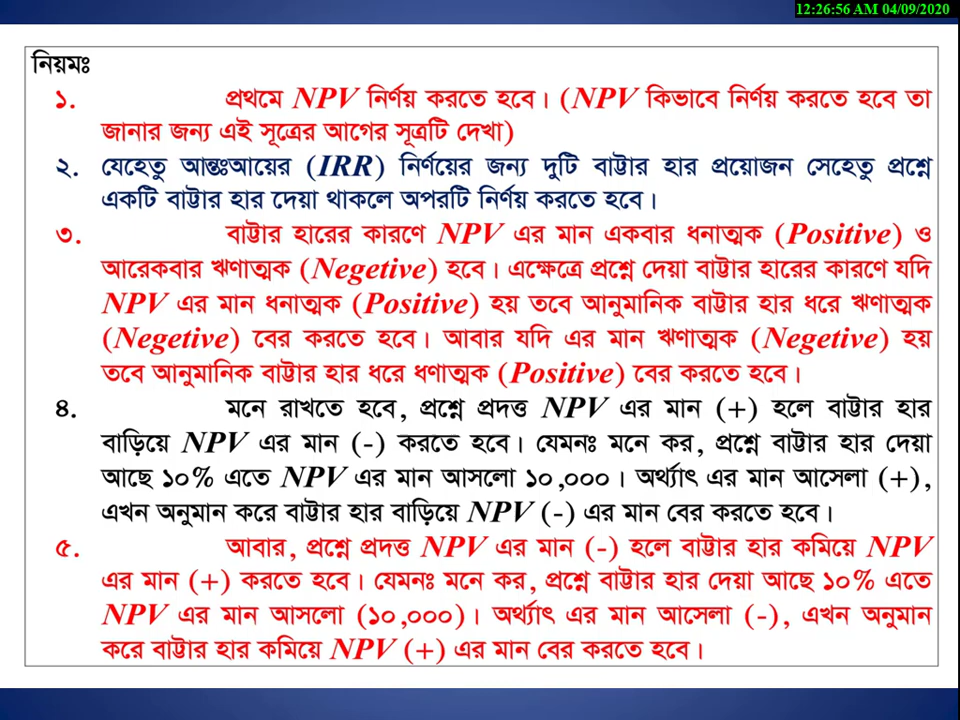 12:26:56 AM 04/09/2020
নিয়মঃ
১. প্রথমে NPV নির্ণয় করতে হবে। (NPV কিভাবে নির্ণয় করতে হবে তা
জানার জন্য এই সূত্রের আগের সূত্রটি দেখা)
২. যেহেতু আন্তঃআয়ের (IRR) নির্ণয়ের জন্য দুটি বাট্টার হার প্রয়োজন সেহেতু প্রশ্নে
একটি বাট্টার হার দেয়া থাকলে অপরটি নির্ণয় করতে হবে।
৩. বাট্টার হারের কারণে NPV এর মান একবার ধনাত্মক (Positive) ও
আরেকবার ঋণাত্মক (Negetive) হবে। এক্ষেত্রে প্রশ্নে দেয়া বাট্টার হারের কারণে যদি
NPV এর মান ধনাত্মক (Positive) হয় তবে আনুমানিক বাট্টার হার ধরে ঋণাত্মক
(Negetive) বের করতে হবে। আবার যদি এর মান ঋণাত্মক (Negetive) হয়
তবে আনুমানিক বাট্টার হার ধরে ধণাত্মক (Positive) বের করতে হবে।
৪. মনে রাখতে হবে, প্রশ্নে প্রদত্ত NPV এর মান (+) হলে বাট্টার হার
বাড়িয়ে NPV এর মান (-) করতে হবে। যেমনঃ মনে কর, প্রশ্নে বাট্টার হার দেয়া
আছে ১০% এতে NPV এর মান আসলো ১০,০০০। অর্থ্যাৎ এর মান আসেলা (+),
এখন অনুমান করে বাট্টার হার বাড়িয়ে NPV (-) এর মান বের করতে হবে।
৫. আবার, প্রশ্নে প্রদত্ত NPV এর মান (-) হলে বাট্টার হার কমিয়ে NPV
এর মান (+) করতে হবে। যেমনঃ মনে কর, প্রশ্নে বাট্টার হার দেয়া আছে ১০% এতে
NPV এর মান আসলো (১০,০০০)। অর্থ্যাৎ এর মান আসেলা (-), এখন অনুমান
করে বাট্টার হার কমিয়ে NPV (+) এর মান বের করতে হবে।